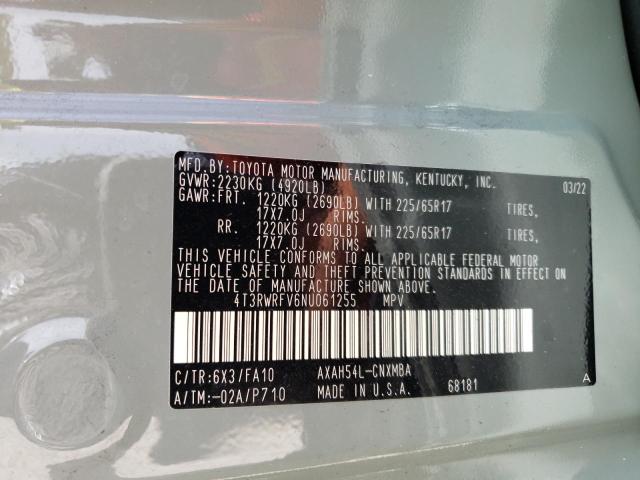 MFD. BY: TOYOTA MOTOR MANUFACTURING, KENTUCKY, INC. 03/22
GVWR: 2230KG (4920LB)
GAWR: FRT. 1220KG (2690LB) WITH 225/65R17 TIRES,
17X7.0J RIMS.
RR. 1220KG (2690LB) WITH 225/65R17 TIRES,
17X7.0J RIMS.
THIS VEHICLE CONFORMS TO ALL APPLICABLE FEDERAL MOTOR
VEHICLE SAFETY AND THEFT PREVENTION STANDARDS IN EFFECT ON
THE DATE OF MANUFACTURE SHOWN ABOVE.
4T3RWRFV6NU061255 MPV
C/TR: 6X3/FA10 AXAH54L-CNXMBA
A/TM: -02A/P710 MADE IN U.S.A. 68181 A